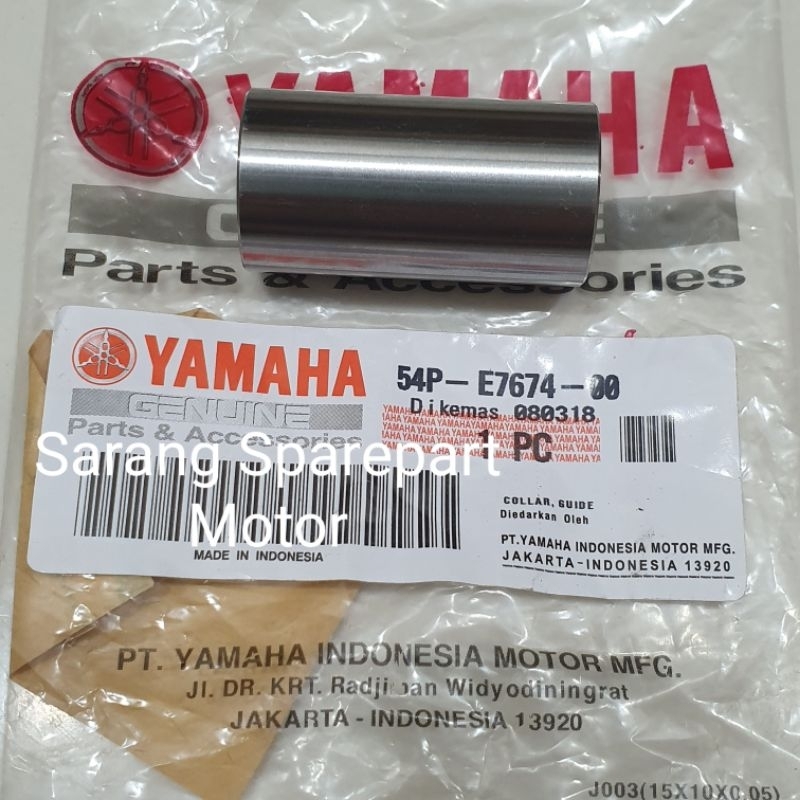 YAMAHA
Parts & Accessories
YAMAHA
GENUINE
Parts & Accessories
54P-E7674-00
Dikemas 080318
1 PC
COLLAR, GUIDE
Diedarkan Oleh
PT.YAMAHA INDONESIA MOTOR MFG.
JAKARTA-INDONESIA 13920
MADE IN INDONESIA
Sarang Sparepart
Motor
PT. YAMAHA INDONESIA MOTOR MFG.
Jl. DR. KRT. Radjiman Widyodiningrat
JAKARTA - INDONESIA 13920
J003(15X10X0.05)